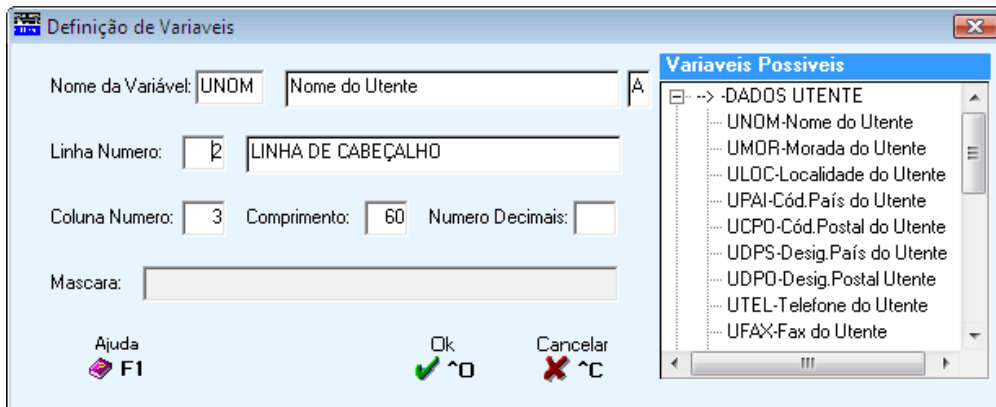 Definição de Variaveis
Nome da Variável: UNOM Nome do Utente A
Linha Numero: 2 LINHA DE CABEÇALHO
Coluna Numero: 3 Comprimento: 60 Numero Decimais:
Mascara:
Ajuda
F1
Ok
^O
Cancelar
^C
Variaveis Possiveis
--> -DADOS UTENTE
UNOM-Nome do Utente
UMOR-Morada do Utente
ULOC-Localidade do Utente
UPAI-Cód.País do Utente
UCPO-Cód.Postal do Utente
UDPS-Desig.País do Utente
UDPO-Desig.Postal Utente
UTEL-Telefone do Utente
UFAX-Fax do Utente